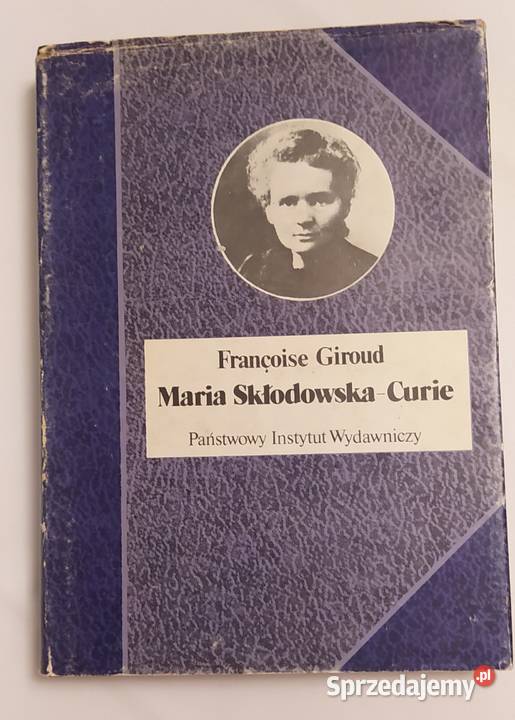 Françoise Giroud
Maria Skłodowska-Curie
Państwowy Instytut Wydawniczy
Sprzedajemy.pl